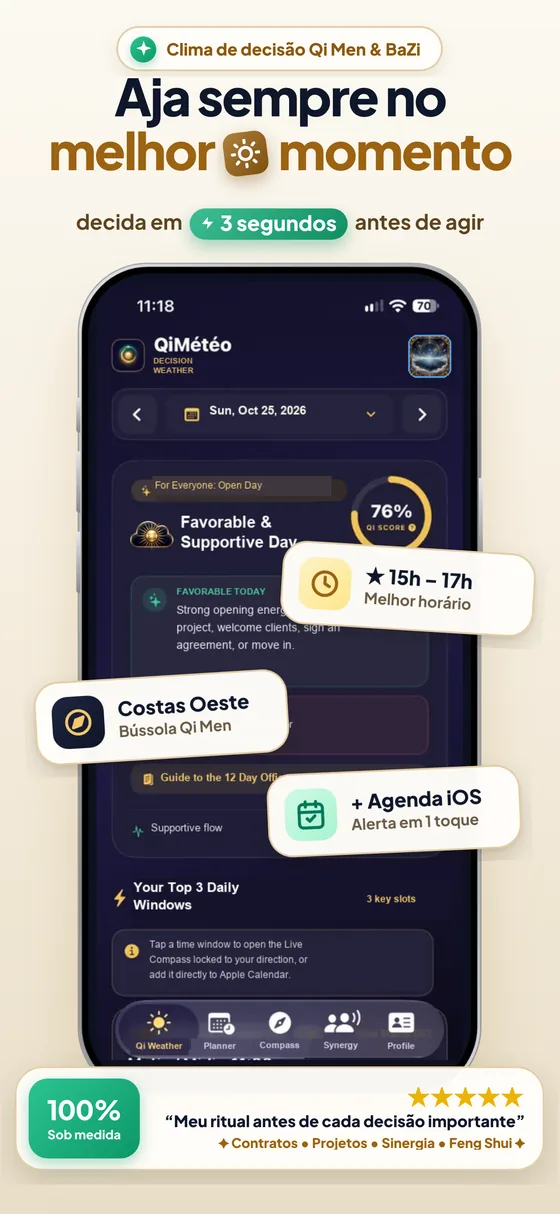 Clima de decisão Qi Men & BaZi
Aja sempre no
melhor momento
decida em 3 segundos antes de agir
11:18
70
QiMétéo
DECISION
WEATHER
Sun, Oct 25, 2026
For Everyone: Open Day
76%
QI SCORE ?
Favorable &
Supportive Day
★ 15h – 17h
Melhor horário
FAVORABLE TODAY
Strong opening energ
project, welcome clients, sign an
agreement, or move in.
Costas Oeste
Bússola Qi Men
Guide to the 12 Day Offi
+ Agenda iOS
Alerta em 1 toque
Supportive flow
Your Top 3 Daily
Windows
3 key slots
Tap a time window to open the Live
Compass locked to your direction, or
add it directly to Apple Calendar.
Qi Weather
Planner
Compass
Synergy
Profile
100%
Sob medida
★★★★★
“Meu ritual antes de cada decisão importante”
✦ Contratos • Projetos • Sinergia • Feng Shui ✦